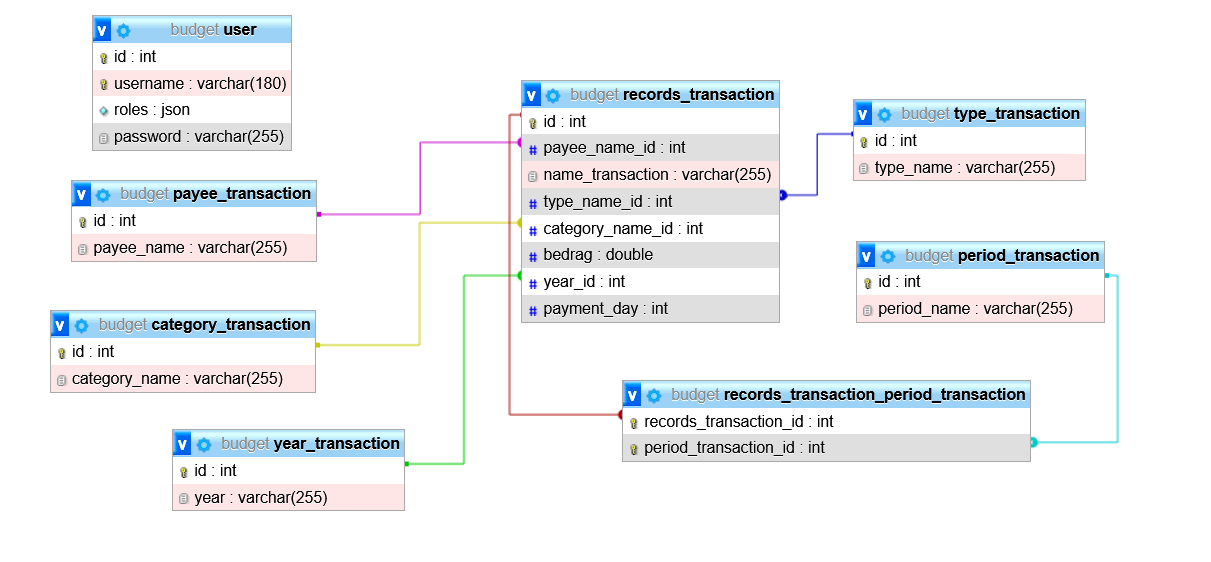 budget user
id : int
username : varchar(180)
roles : json
password : varchar(255)
budget payee_transaction
id : int
payee_name : varchar(255)
budget category_transaction
id : int
category_name : varchar(255)
budget year_transaction
id : int
year : varchar(255)
budget records_transaction
id : int
payee_name_id : int
name_transaction : varchar(255)
type_name_id : int
category_name_id : int
bedrag : double
year_id : int
payment_day : int
budget type_transaction
id : int
type_name : varchar(255)
budget period_transaction
id : int
period_name : varchar(255)
budget records_transaction_period_transaction
records_transaction_id : int
period_transaction_id : int